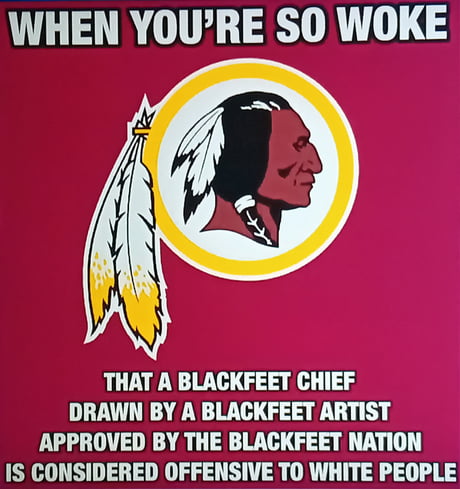 WHEN YOU'RE SO WOKE
THAT A BLACKFEET CHIEF
DRAWN BY A BLACKFEET ARTIST
APPROVED BY THE BLACKFEET NATION
IS CONSIDERED OFFENSIVE TO WHITE PEOPLE